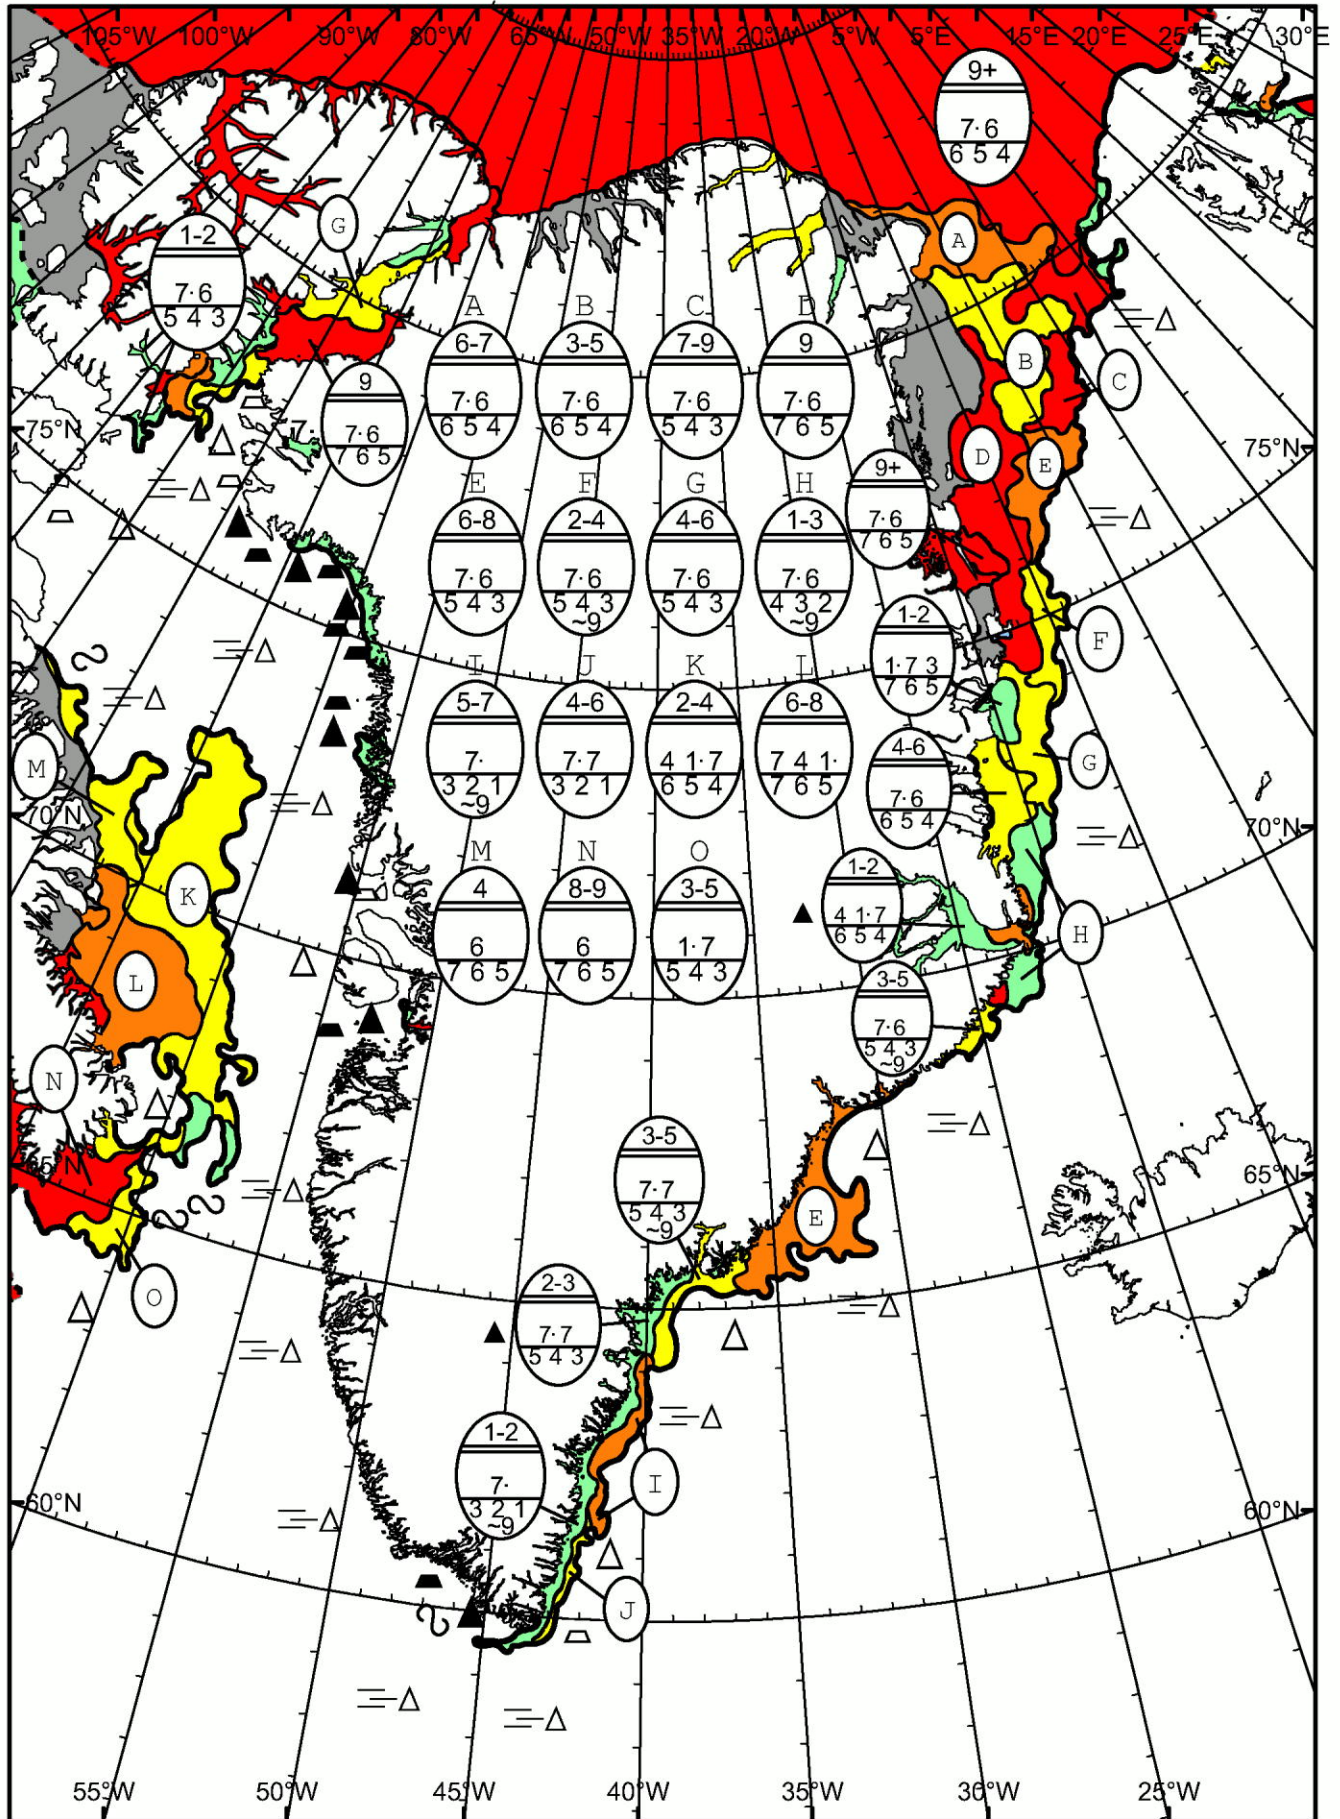 105°W 100°W 90°W 80°W 65°W 50°W 35°W 20°W 5°W 5°E 15°E 20°E 25°E 30°E
9+
7·6
6 5 4
G
1-2
7·6
5 4 3
A
A B C D
6-7 3-5 7-9 9
7·6 7·6 7·6 7·6
6 5 4 6 5 4 5 4 3 7 6 5
B
C
9
7·6
7 6 5
7·
75°N
75°N
D
E
E F G H
6-8 2-4 4-6 1-3
7·6 7·6 7·6 7·6
5 4 3 5 4 3 5 4 3 4 3 2
~9 ~9
9+
7·6
7 6 5
1-2
1·7 3
7 6 5
F
I J K L
5-7 4-6 2-4 6-8
7· 7·7 4 1·7 7 4 1·
3 2 1 3 2 1 6 5 4 7 6 5
~9
4-6
7·6
6 5 4
G
M
70°N
70°N
K
M N O
4 8-9 3-5
6 6 1·7
7 6 5 7 6 5 5 4 3
1-2
4 1·7
6 5 4
H
L
3-5
7·6
5 4 3
~9
N
3-5
7·7
5 4 3
~9
65°N
65°N
E
O
2-3
7·7
5 4 3
1-2
7·
3 2 1
~9
I
60°N
60°N
J
55°W 50°W 45°W 40°W 35°W 30°W 25°W